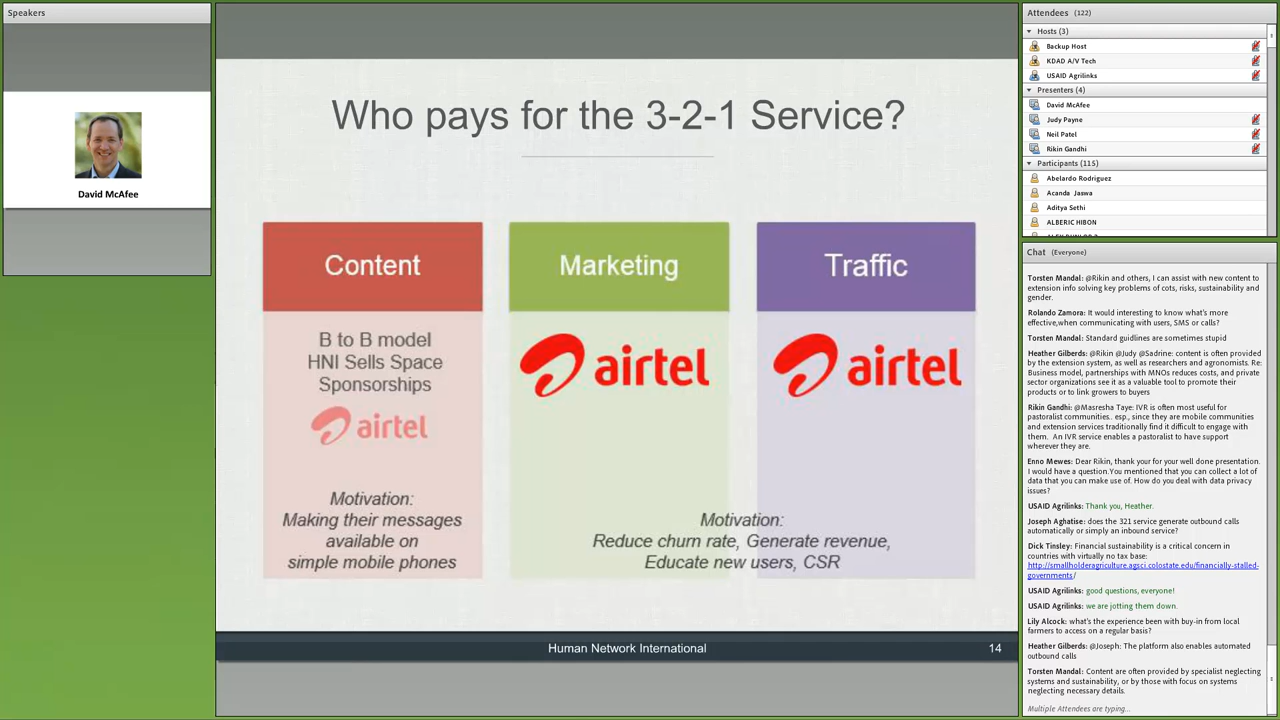 Speakers
David McAfee
Who pays for the 3-2-1 Service?
Content
B to B model
HNI Sells Space
Sponsorships
airtel
Motivation:
Making their messages
available on
simple mobile phones
Marketing
airtel
Traffic
airtel
Motivation:
Reduce churn rate, Generate revenue,
Educate new users, CSR
Human Network International
14
Attendees (122)
Hosts (3)
Backup Host
KDAD A/V Tech
USAID Agrilinks
Presenters (4)
David McAfee
Judy Payne
Neil Patel
Rikin Gandhi
Participants (115)
Abelardo Rodriguez
Acanda Jaswa
Aditya Sethi
ALBERIC HIBON
Chat (Everyone)
Torsten Mandal: @Rikin and others, I can assist with new content to
extension info solving key problems of cots, risks, sustainability and
gender.
Rolando Zamora: It would interesting to know what's more
effective,when communicating with users, SMS or calls?
Torsten Mandal: Standard guidlines are sometimes stupid
Heather Gilberds: @Rikin @Judy @Sadrine: content is often provided
by the extension system, as well as researchers and agronomists. Re:
Business model, partnerships with MNOs reduces costs, and private
sector organizations see it as a valuable tool to promote their
products or to link growers to buyers
Rikin Gandhi: @Masresha Taye: IVR is often most useful for
pastoralist communities.. esp., since they are mobile communities
and extension services traditionally find it difficult to engage with
them. An IVR service enables a pastoralist to have support
wherever they are.
Enno Mewes: Dear Rikin, thank your for your well done presentation.
I would have a question.You mentioned that you can collect a lot of
data that you can make use of. How do you deal with data privacy
issues?
USAID Agrilinks: Thank you, Heather.
Joseph Aghatise: does the 321 service generate outbound calls
automatically or simply an inbound service?
Dick Tinsley: Financial sustainability is a critical concern in
countries with virtually no tax base:
http://smallholderagriculture.agsci.colostate.edu/financially-stalled-
governments/
USAID Agrilinks: good questions, everyone!
USAID Agrilinks: we are jotting them down.
Lily Alcock: what's the experience been with buy-in from local
farmers to access on a regular basis?
Heather Gilberds: @Joseph: The platform also enables automated
outbound calls
Torsten Mandal: Content are often provided by specialist neglecting
systems and sustainability, or by those with focus on systems
neglecting necessary details.
Multiple Attendees are typing...